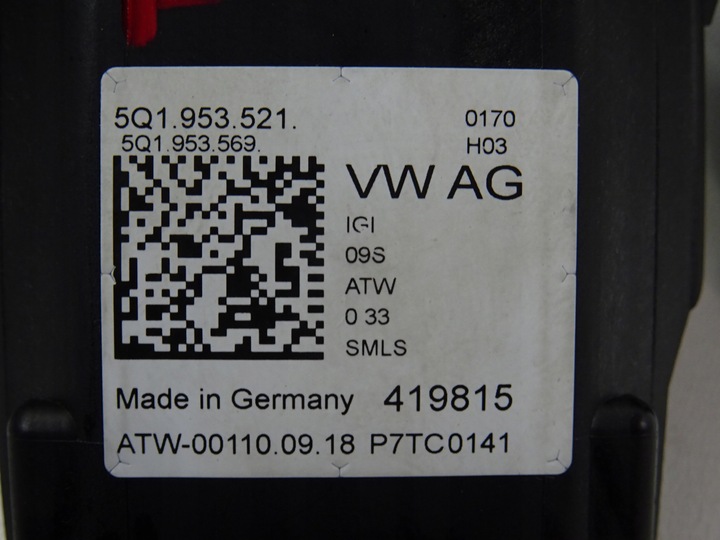 5Q1.953.521. 0170
5Q1.953.569. H03
VW AG
IGI
09S
ATW
0 33
SMLS
Made in Germany 419815
ATW-00110.09.18 P7TC0141